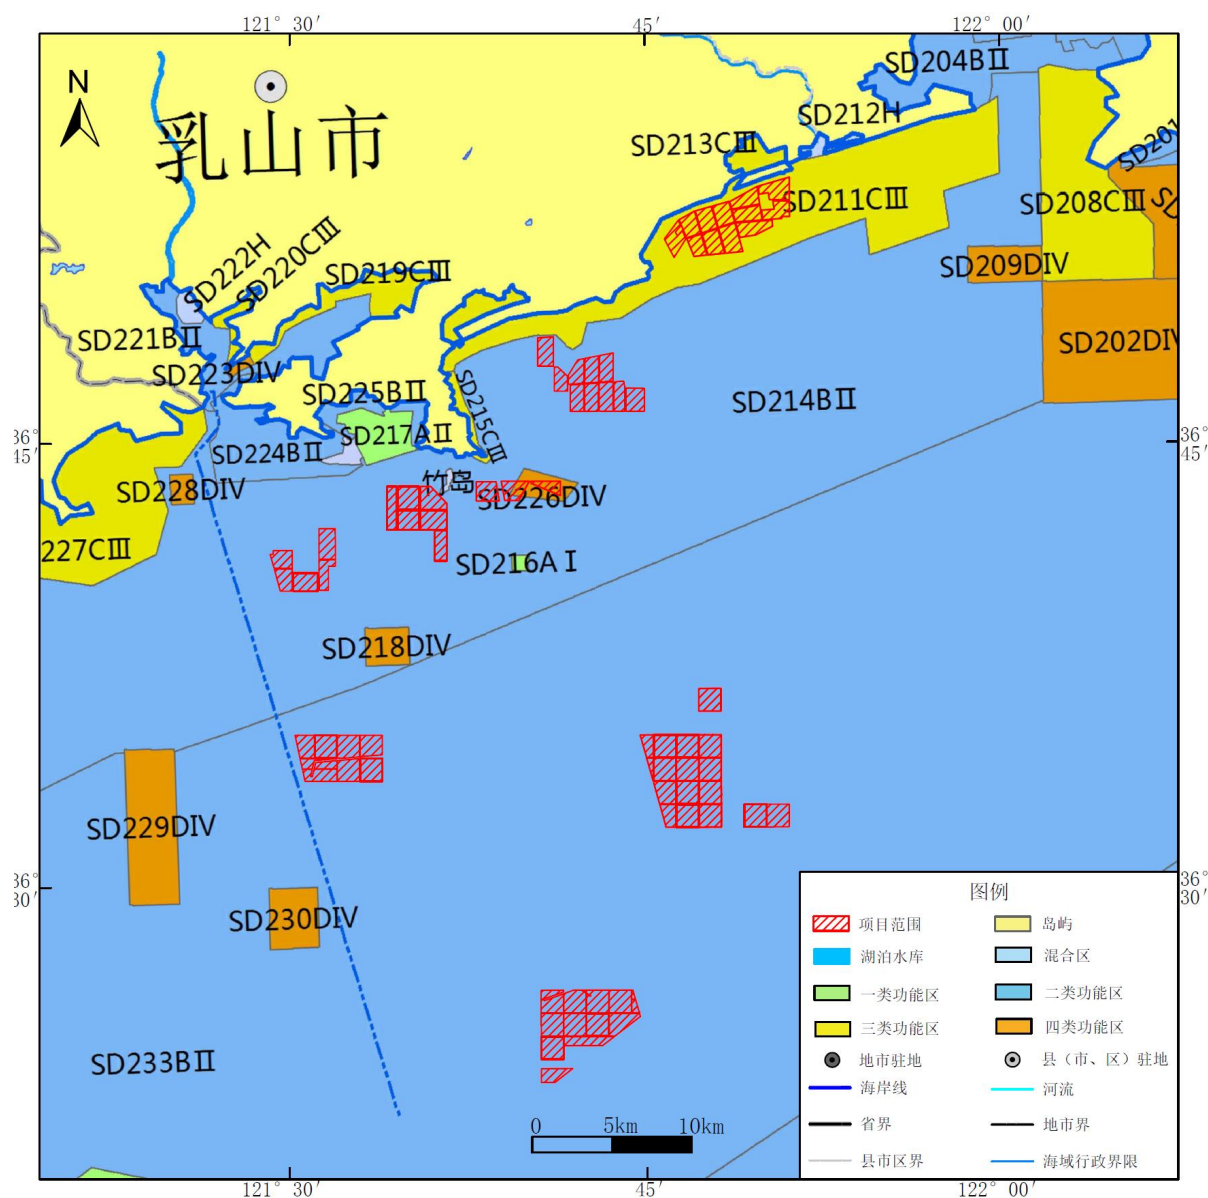 121° 30′
45′
122° 00′
N
乳山市
SD204BⅡ
SD212H
SD213CⅢ
SD201
SD211CⅢ
SD208CⅢ
SD
SD222H
SD220CⅢ
SD219CⅢ
SD209DⅣ
SD221BⅡ
SD202DⅣ
SD223DⅣ
SD225BⅡ
SD214BⅡ
SD215CⅢ
SD217AⅡ
SD224BⅡ
36°
45′
36°
45′
竹岛
SD228DⅣ
SD226DⅣ
227CⅢ
SD216AⅠ
SD218DⅣ
SD229DⅣ
36°
30′
36°
30′
SD230DⅣ
SD233BⅡ
图例
项目范围
岛屿
湖泊水库
混合区
一类功能区
二类功能区
三类功能区
四类功能区
地市驻地
县（市、区）驻地
海岸线
河流
省界
地市界
县市区界
海域行政界限
0 5km 10km
121° 30′
45′
122° 00′